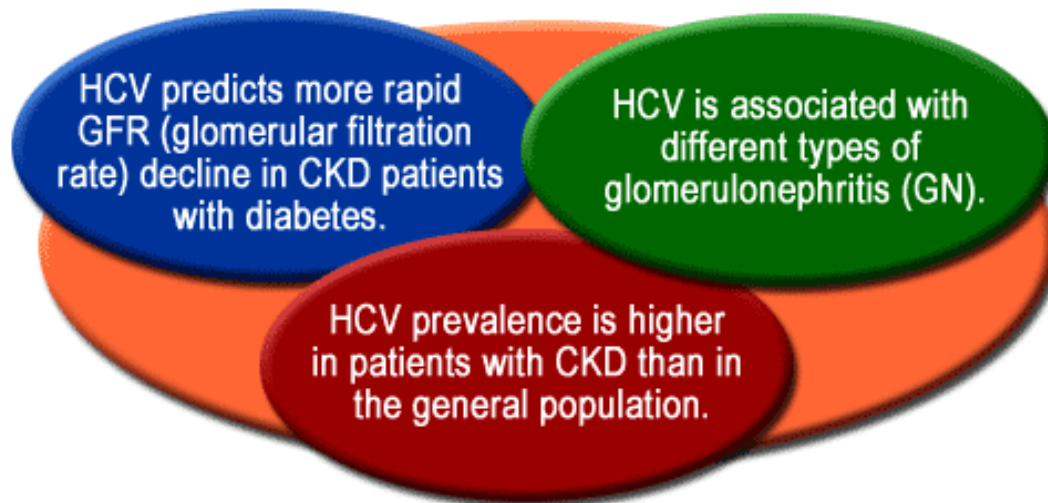 HCV predicts more rapid
GFR (glomerular filtration
rate) decline in CKD patients
with diabetes.
HCV is associated with
different types of
glomerulonephritis (GN).
HCV prevalence is higher
in patients with CKD than in
the general population.